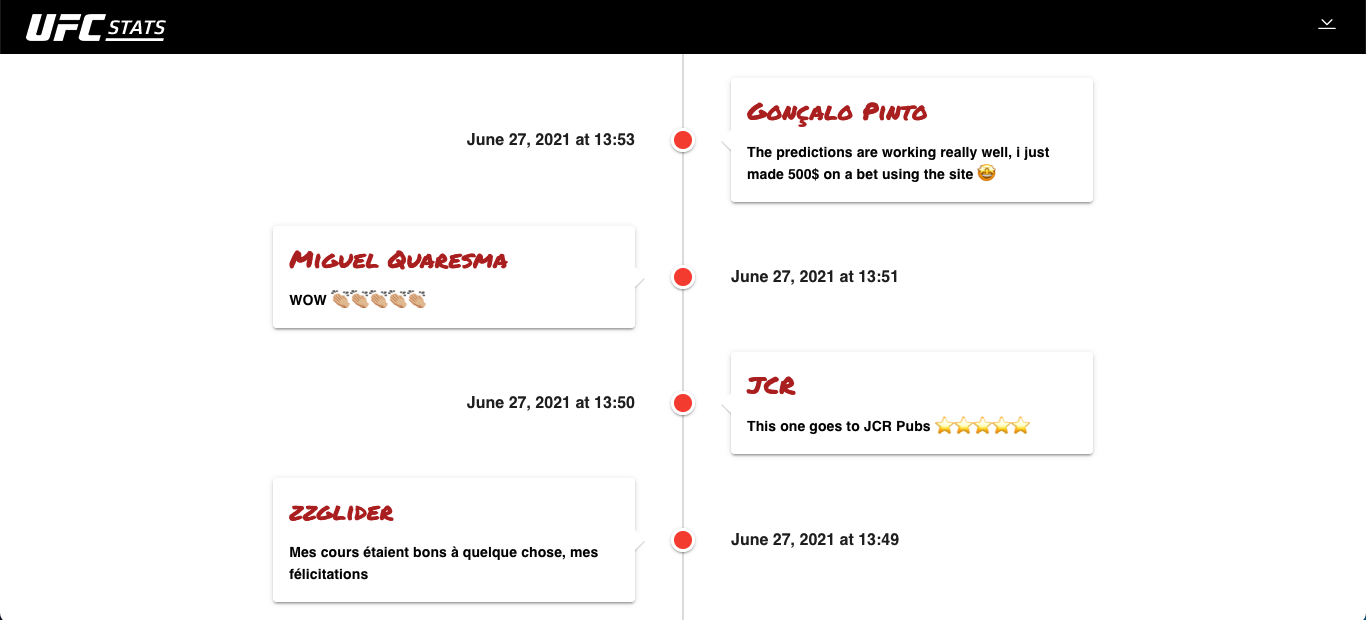 UFC STATS
June 27, 2021 at 13:53
Gonçalo Pinto
The predictions are working really well, i just
made 500$ on a bet using the site 🤩
Miguel Quaresma
WOW 👏🏼👏🏼👏🏼👏🏼👏🏼
June 27, 2021 at 13:51
June 27, 2021 at 13:50
JCR
This one goes to JCR Pubs ⭐⭐⭐⭐⭐
zzglider
Mes cours étaient bons à quelque chose, mes
félicitations
June 27, 2021 at 13:49